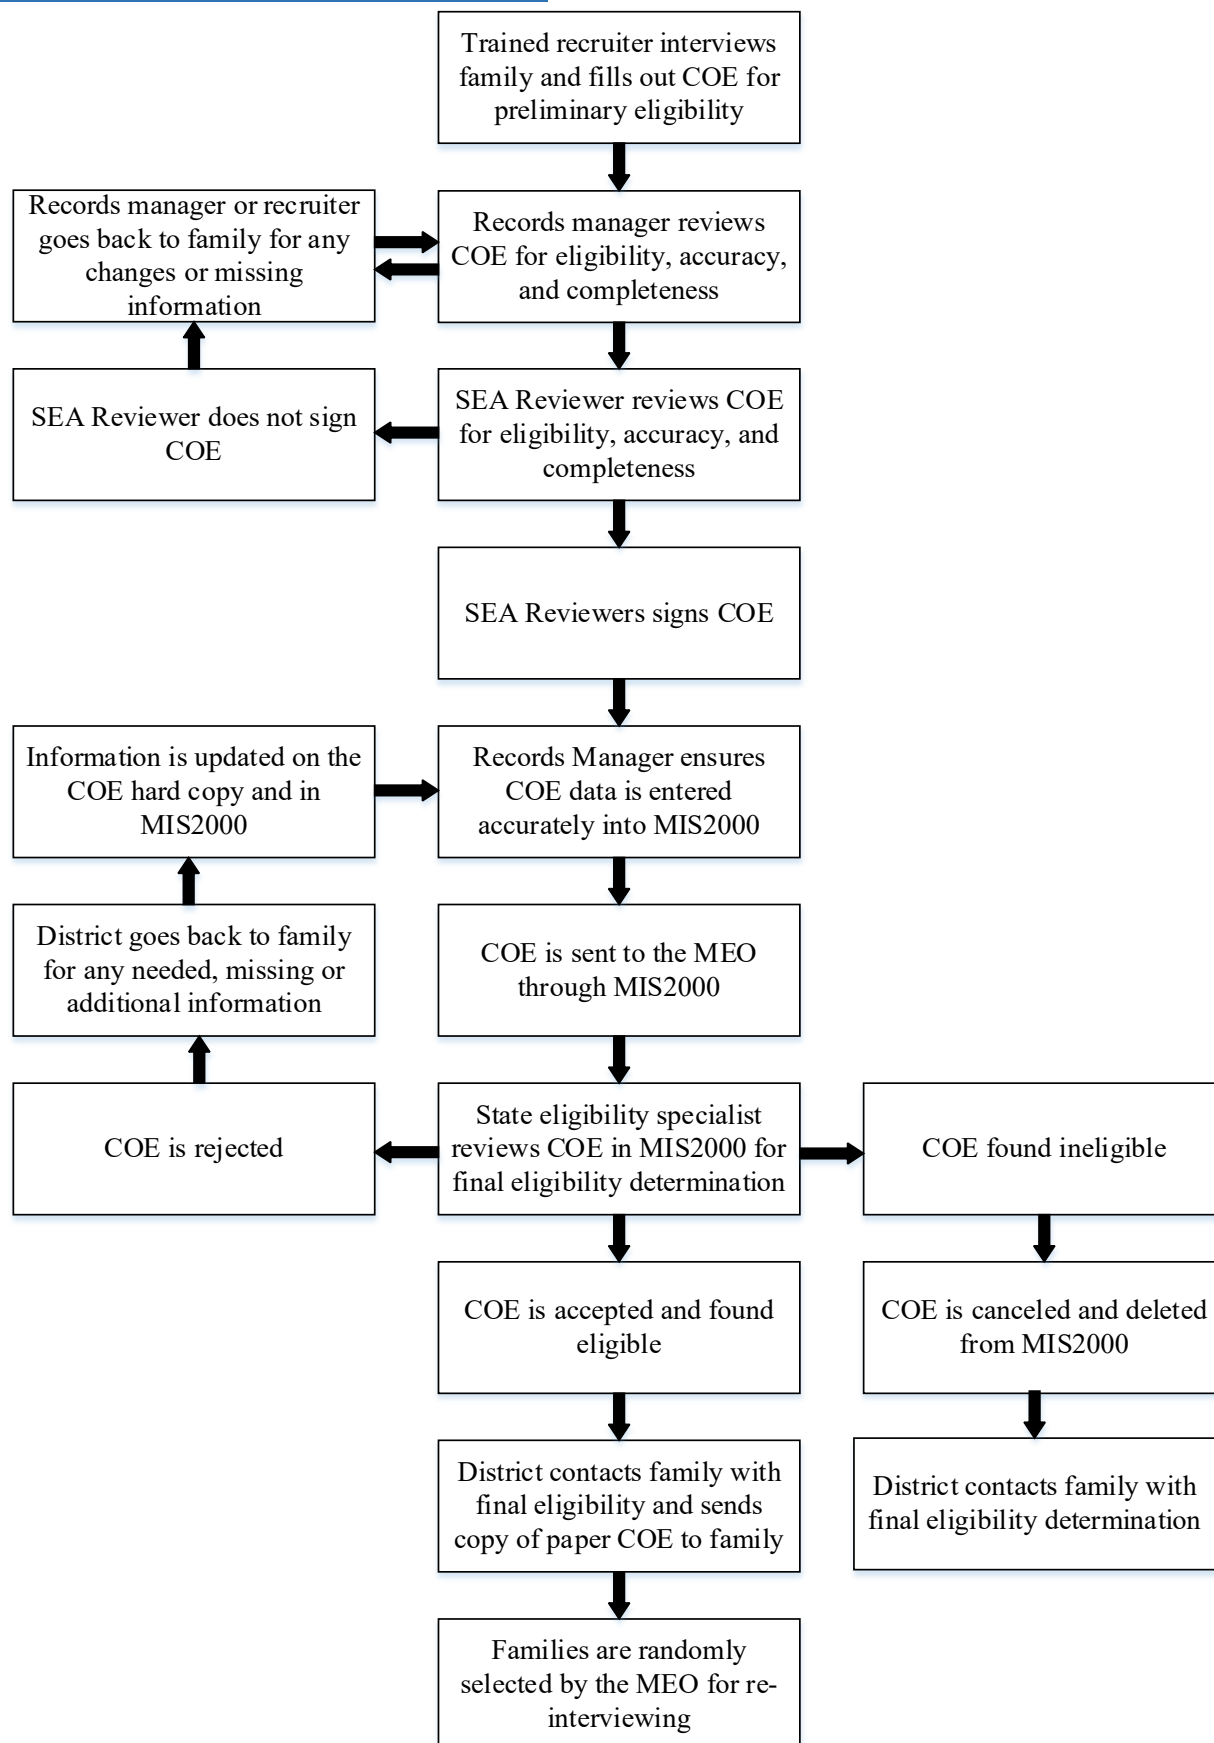 Trained recruiter interviews
family and fills out COE for
preliminary eligibility
Records manager or recruiter
goes back to family for any
changes or missing
information
Records manager reviews
COE for eligibility, accuracy,
and completeness
SEA Reviewer does not sign
COE
SEA Reviewer reviews COE
for eligibility, accuracy, and
completeness
SEA Reviewers signs COE
Information is updated on the
COE hard copy and in
MIS2000
Records Manager ensures
COE data is entered
accurately into MIS2000
District goes back to family
for any needed, missing or
additional information
COE is sent to the MEO
through MIS2000
COE is rejected
State eligibility specialist
reviews COE in MIS2000 for
final eligibility determination
COE found ineligible
COE is accepted and found
eligible
COE is canceled and deleted
from MIS2000
District contacts family with
final eligibility and sends
copy of paper COE to family
District contacts family with
final eligibility determination
Families are randomly
selected by the MEO for re-
interviewing